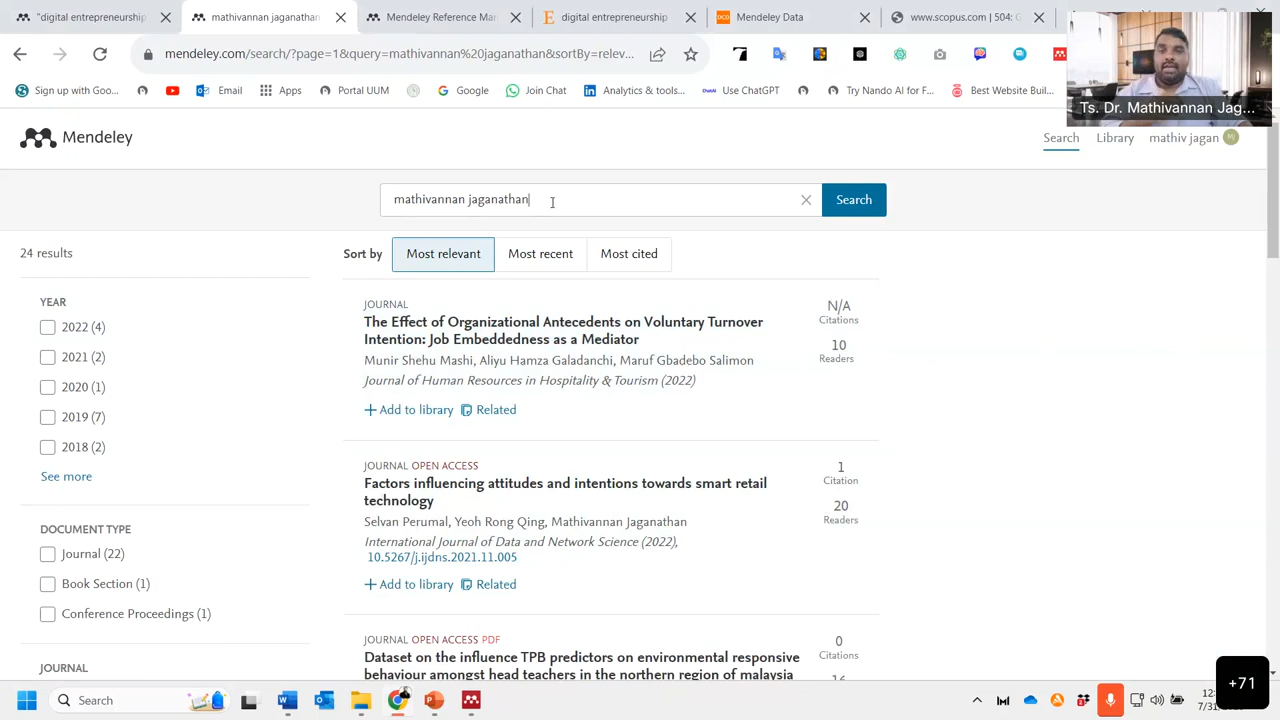 "digital entrepreneurship
mathivannan jaganathan
Mendeley Reference Mar
digital entrepreneurship
Mendeley Data
www.scopus.com | 504: G
mendeley.com/search/?page=1&query=mathivannan%20jaganathan&sortBy=relev...
Sign up with Goo...
Email
Apps
Portal UUM
Google
Join Chat
Analytics & tools...
Use ChatGPT
Try Nando AI for F...
Best Website Buil...
Ts. Dr. Mathivannan Jag...
Mendeley
Search
Library
mathiv jagan
MJ
mathivannan jaganathan
Search
24 results
Sort by
Most relevant
Most recent
Most cited
YEAR
2022 (4)
2021 (2)
2020 (1)
2019 (7)
2018 (2)
See more
DOCUMENT TYPE
Journal (22)
Book Section (1)
Conference Proceedings (1)
JOURNAL
JOURNAL
The Effect of Organizational Antecedents on Voluntary Turnover
Intention: Job Embeddedness as a Mediator
Munir Shehu Mashi, Aliyu Hamza Galadanchi, Maruf Gbadebo Salimon
Journal of Human Resources in Hospitality & Tourism (2022)
Add to library
Related
N/A
Citations
10
Readers
JOURNAL OPEN ACCESS
Factors influencing attitudes and intentions towards smart retail
technology
Selvan Perumal, Yeoh Rong Qing, Mathivannan Jaganathan
International Journal of Data and Network Science (2022),
10.5267/j.ijdns.2021.11.005
Add to library
Related
1
Citation
20
Readers
JOURNAL OPEN ACCESS PDF
Dataset on the influence TPB predictors on environmental responsive
behaviour amongst head teachers in the northern region of malaysia
0
Citations
16
Search
12:
7/31/
+71